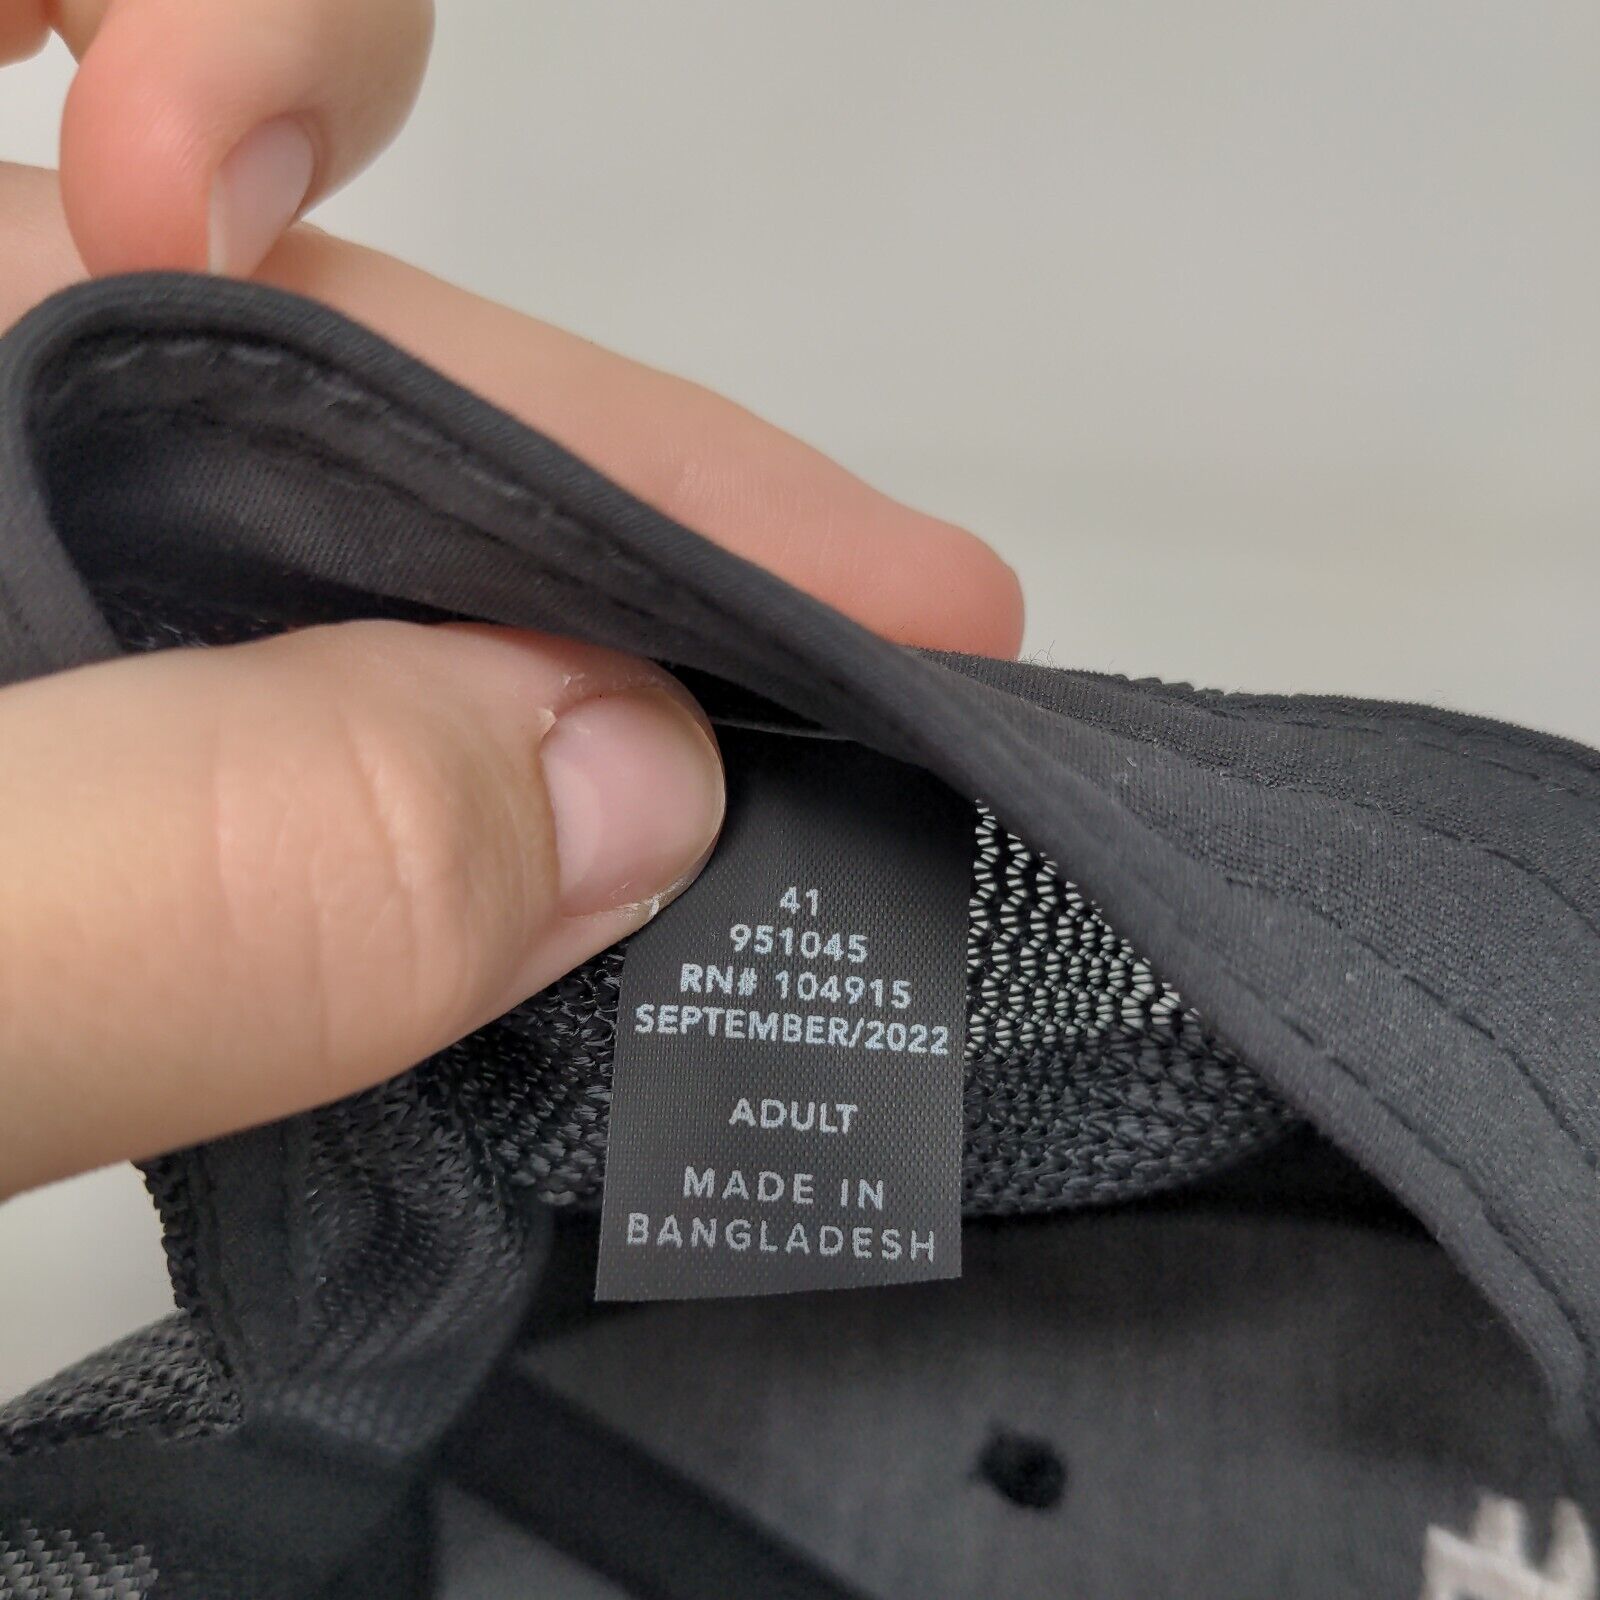 41
951045
RN# 104915
SEPTEMBER/2022
ADULT
MADE IN
BANGLADESH